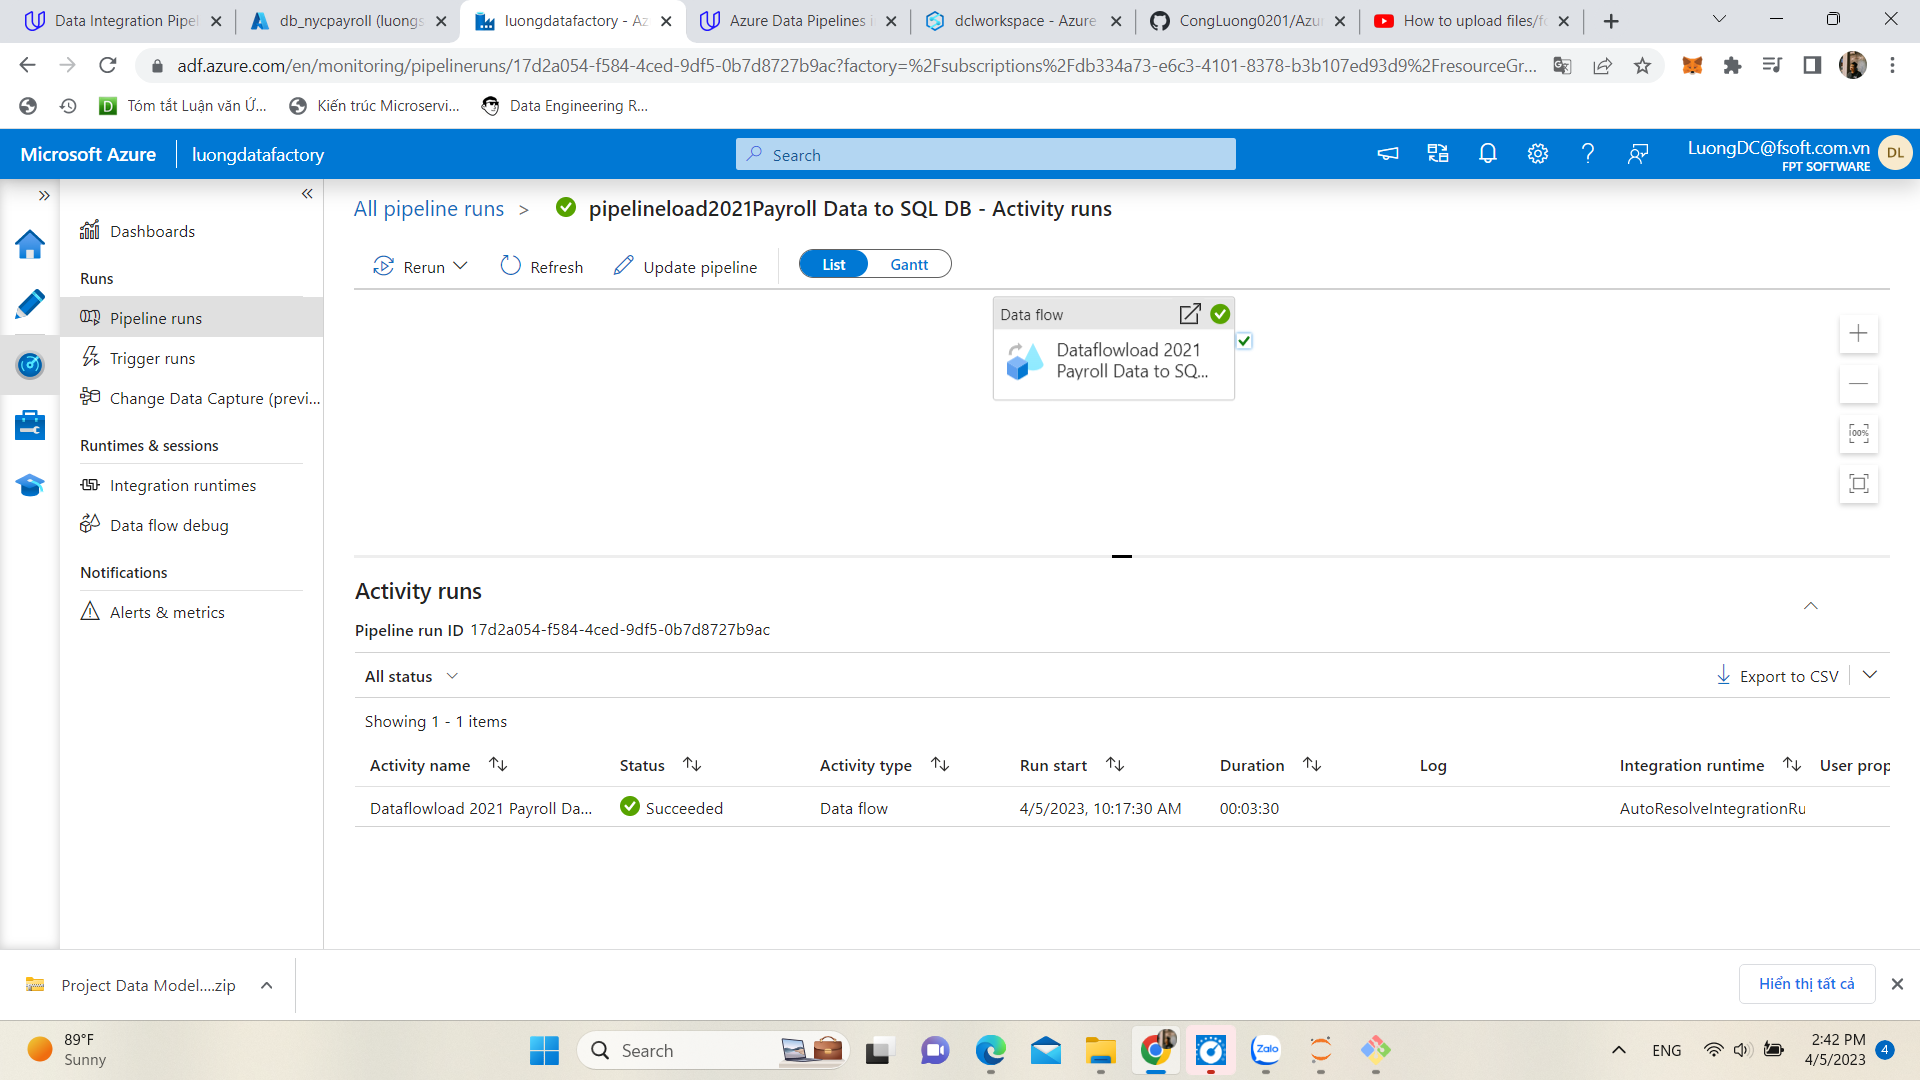 Data Integration Pipel
db_nycpayroll (luongs
luongdatafactory - Az
Azure Data Pipelines i
dclworkspace - Azure
CongLuong0201/Azur
How to upload files/fo
adf.azure.com/en/monitoring/pipelineruns/17d2a054-f584-4ced-9df5-0b7d8727b9ac?factory=%2Fsubscriptions%2Fdb334a73-e6c3-4101-8378-b3b107ed93d9%2FresourceGr...
Tóm tắt Luận văn Ứ...
Kiến trúc Microservi...
Data Engineering R...
Microsoft Azure
luongdatafactory
Search
LuongDC@fsoft.com.vn
FPT SOFTWARE
DL
Dashboards
Runs
Pipeline runs
Trigger runs
Change Data Capture (previ...
Runtimes & sessions
Integration runtimes
Data flow debug
Notifications
Alerts & metrics
All pipeline runs > pipelineload2021Payroll Data to SQL DB - Activity runs
Rerun
Refresh
Update pipeline
List
Gantt
Data flow
Dataflowload 2021
Payroll Data to SQ...
100%
Activity runs
Pipeline run ID 17d2a054-f584-4ced-9df5-0b7d8727b9ac
All status
Export to CSV
Showing 1 - 1 items
Activity name Status Activity type Run start Duration Log Integration runtime User prop
Dataflowload 2021 Payroll Da... Succeeded Data flow 4/5/2023, 10:17:30 AM 00:03:30 AutoResolveIntegrationRu
Project Data Model....zip
Hiển thị tất cả
89°F
Sunny
Search
Zalo
ENG
2:42 PM
4/5/2023
4